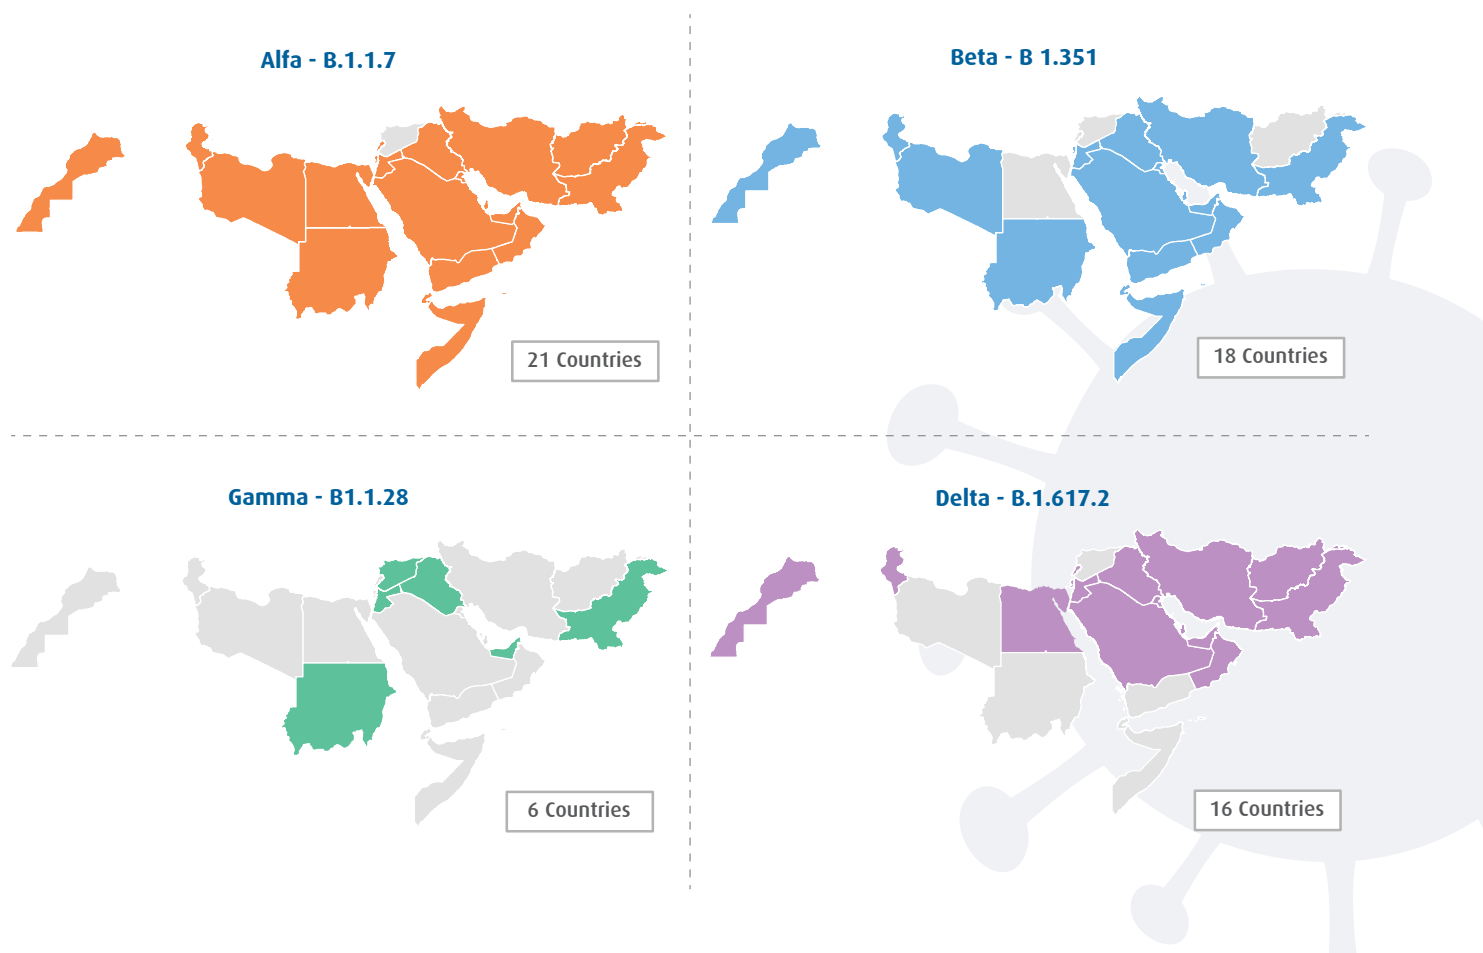 Alfa - B.1.1.7
Beta - B 1.351
21 Countries
18 Countries
Gamma - B1.1.28
Delta - B.1.617.2
6 Countries
16 Countries